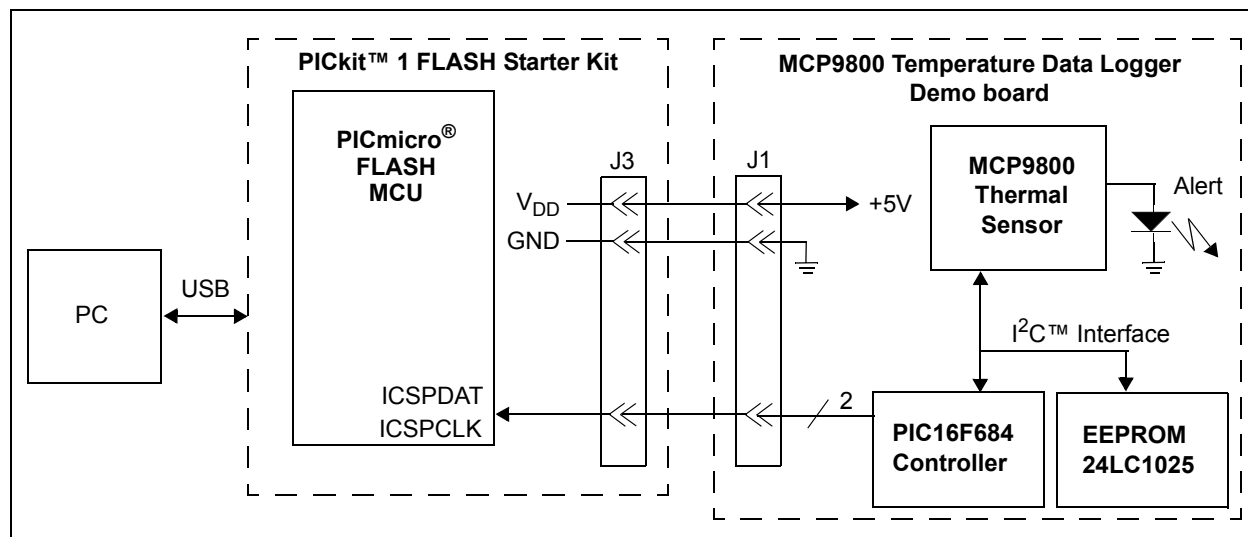 PICkit™ 1 FLASH Starter Kit
MCP9800 Temperature Data Logger
Demo board
PICmicro®
FLASH
MCU
J3
J1
VDD
GND
+5V
MCP9800
Thermal
Sensor
Alert
PC
USB
I²C™ Interface
ICSPDAT
ICSPCLK
2
PIC16F684
Controller
EEPROM
24LC1025